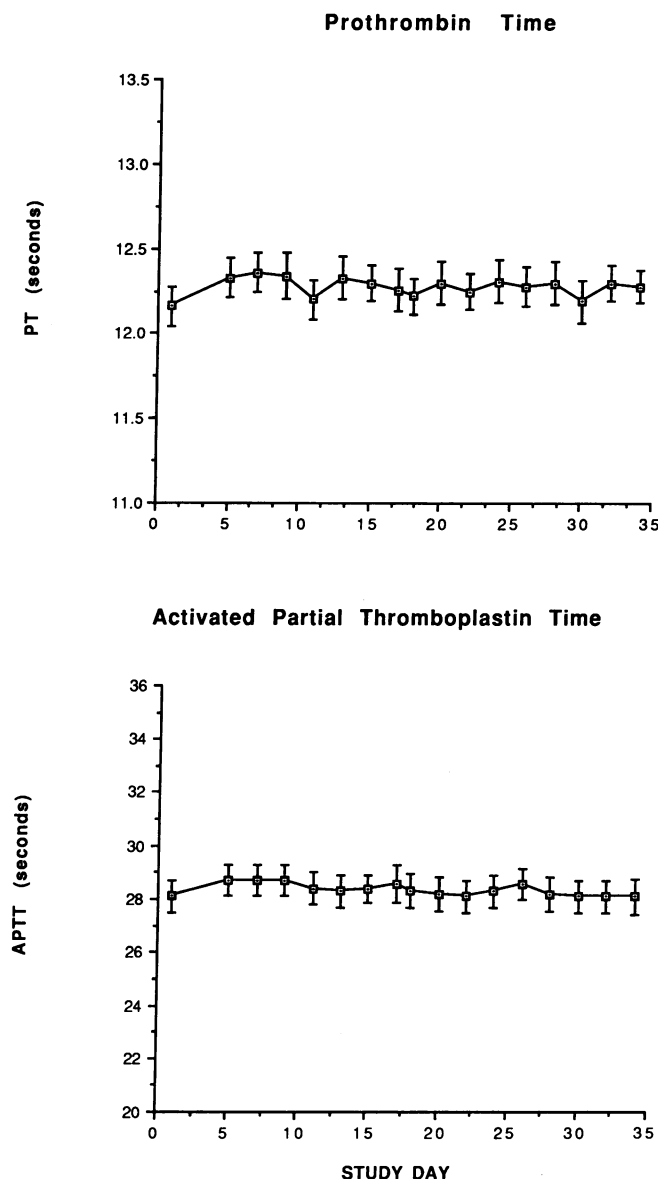 Prothrombin Time
13.5
13.0
12.5
12.0
11.5
11.0
PT (seconds)
0 5 10 15 20 25 30 35
Activated Partial Thromboplastin Time
36
34
32
30
28
26
24
22
20
APTT (seconds)
0 5 10 15 20 25 30 35
STUDY DAY